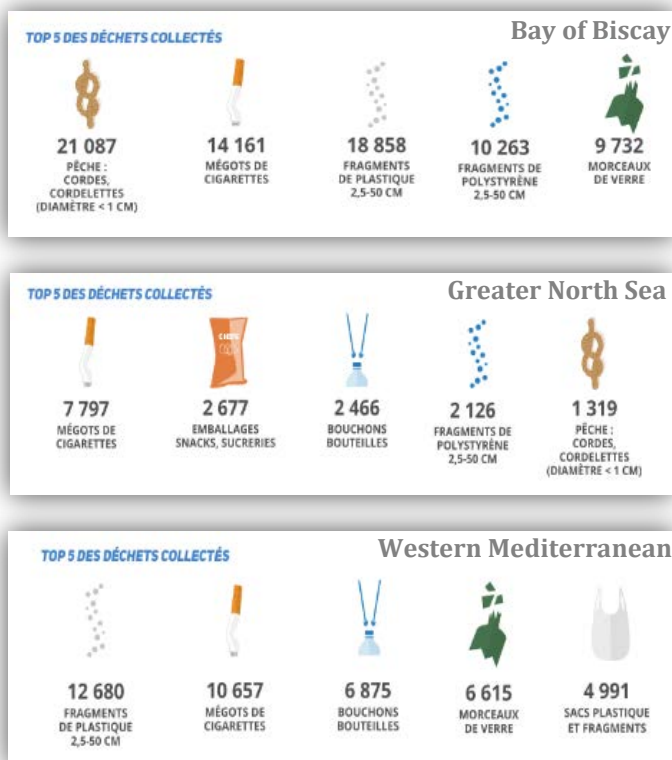 Bay of Biscay
TOP 5 DES DÉCHETS COLLECTÉS
21 087
PÊCHE :
CORDES,
CORDELETTES
(DIAMÈTRE < 1 CM)
14 161
MÉGOTS DE
CIGARETTES
18 858
FRAGMENTS
DE PLASTIQUE
2,5-50 CM
10 263
FRAGMENTS DE
POLYSTYRÈNE
2,5-50 CM
9 732
MORCEAUX
DE VERRE
Greater North Sea
TOP 5 DES DÉCHETS COLLECTÉS
7 797
MÉGOTS DE
CIGARETTES
CHIPS
2 677
EMBALLAGES
SNACKS, SUCRERIES
2 466
BOUCHONS
BOUTEILLES
2 126
FRAGMENTS DE
POLYSTYRÈNE
2,5-50 CM
1 319
PÊCHE :
CORDES,
CORDELETTES
(DIAMÈTRE < 1 CM)
Western Mediterranean
TOP 5 DES DÉCHETS COLLECTÉS
12 680
FRAGMENTS
DE PLASTIQUE
2,5-50 CM
10 657
MÉGOTS DE
CIGARETTES
6 875
BOUCHONS
BOUTEILLES
6 615
MORCEAUX
DE VERRE
4 991
SACS PLASTIQUE
ET FRAGMENTS